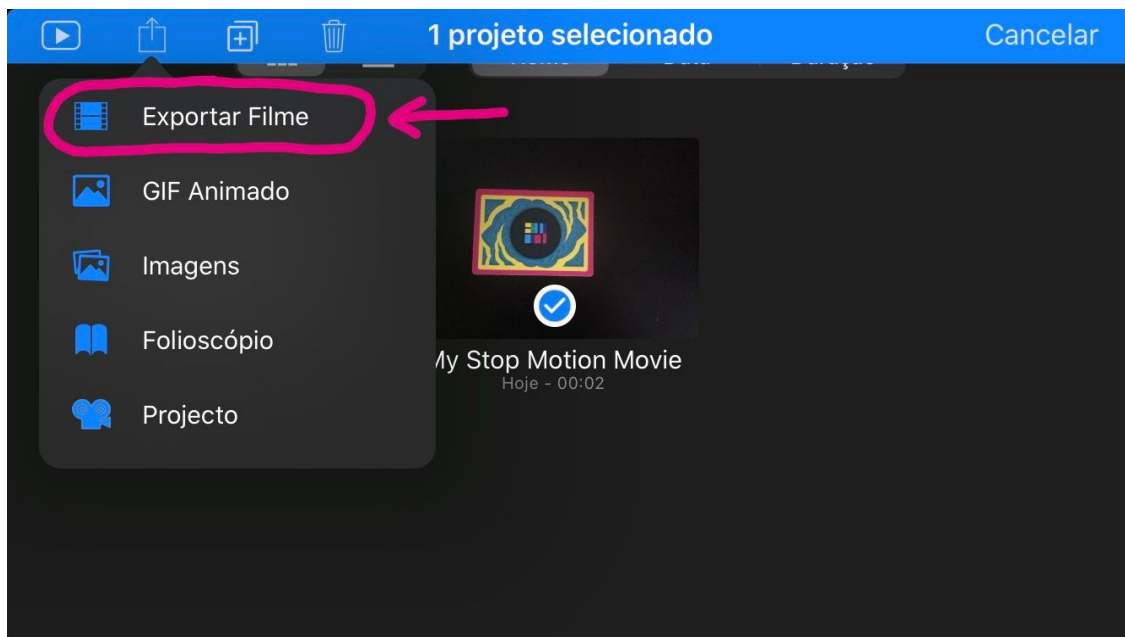 1 projeto selecionado
Cancelar
Exportar Filme
GIF Animado
Imagens
Folioscópio
Projecto
My Stop Motion Movie
Hoje - 00:02